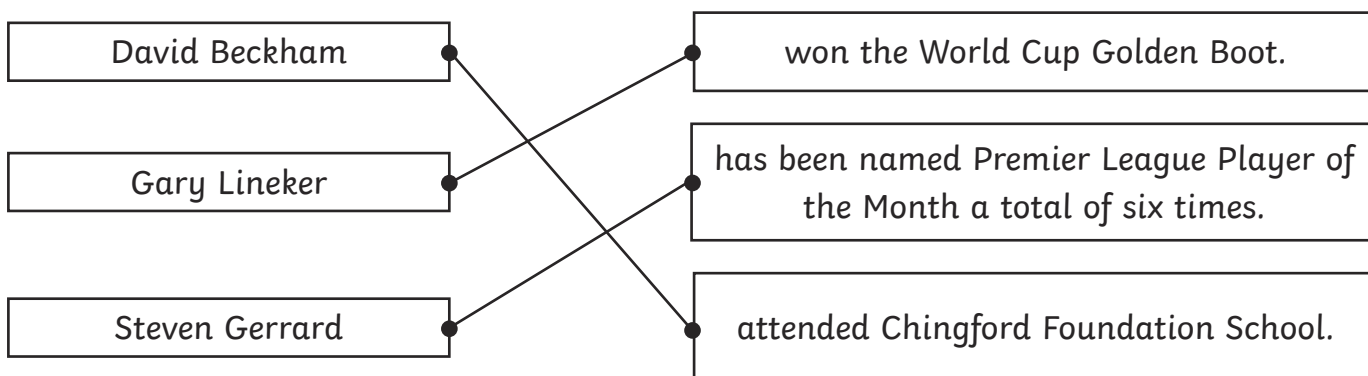 David Beckham
Gary Lineker
Steven Gerrard
won the World Cup Golden Boot.
has been named Premier League Player of
the Month a total of six times.
attended Chingford Foundation School.